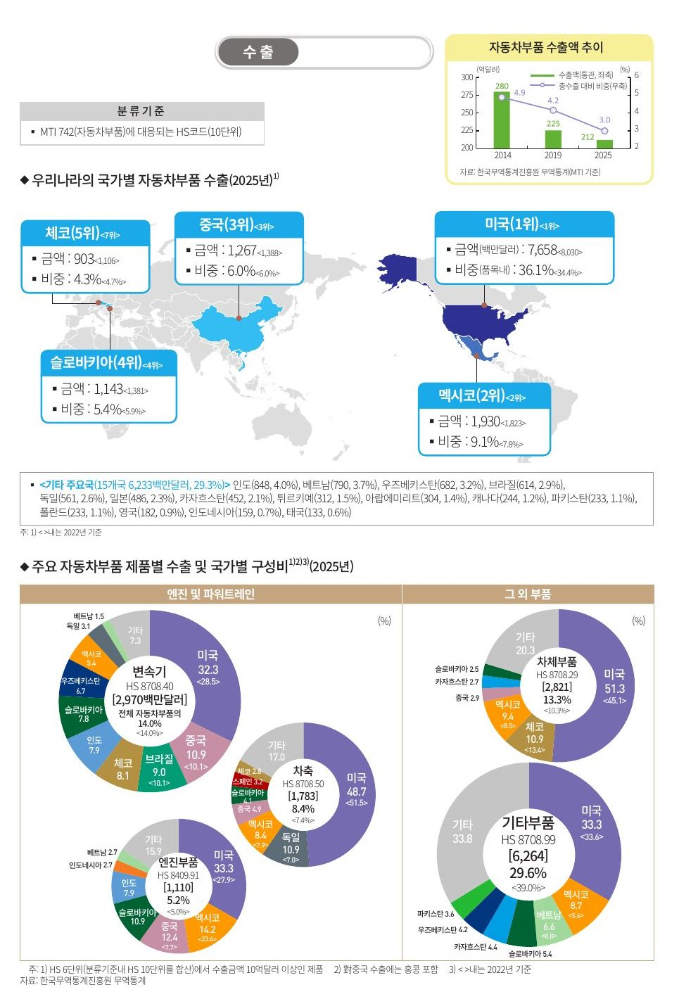 수 출
자동차부품 수출액 추이
(억달러)
(%)
수출액(통관, 좌축)
총수출 대비 비중(우축)
300
275
250
225
200
6
5
4
3
2
280
4.9
4.2
225
3.0
212
2014
2019
2025
자료: 한국무역통계진흥원 무역통계(MTI 기준)
분 류 기 준
▪ MTI 742(자동차부품)에 대응되는 HS코드(10단위)
◆ 우리나라의 국가별 자동차부품 수출(2025년)1)
체코(5위)<7위>
▪ 금액 : 903<1,106>
▪ 비중 : 4.3%<4.7%>
중국(3위)<3위>
▪ 금액 : 1,267<1,388>
▪ 비중 : 6.0%<6.0%>
미국(1위)<1위>
▪ 금액(백만달러) : 7,658<8,030>
▪ 비중(품목내) : 36.1%<34.4%>
슬로바키아(4위)<4위>
▪ 금액 : 1,143<1,381>
▪ 비중 : 5.4%<5.9%>
멕시코(2위)<2위>
▪ 금액 : 1,930<1,823>
▪ 비중 : 9.1%<7.8%>
▪ <기타 주요국(15개국 6,233백만달러, 29.3%)> 인도(848, 4.0%), 베트남(790, 3.7%), 우즈베키스탄(682, 3.2%), 브라질(614, 2.9%),
독일(561, 2.6%), 일본(486, 2.3%), 카자흐스탄(452, 2.1%), 튀르키예(312, 1.5%), 아랍에미리트(304, 1.4%), 캐나다(244, 1.2%), 파키스탄(233, 1.1%),
폴란드(233, 1.1%), 영국(182, 0.9%), 인도네시아(159, 0.7%), 태국(133, 0.6%)
주: 1) < >내는 2022년 기준
◆ 주요 자동차부품 제품별 수출 및 국가별 구성비1)2)3)(2025년)
엔진 및 파워트레인
그 외 부품
(%)
(%)
변속기
HS 8708.40
[2,970백만달러]
전체 자동차부품의
14.0%
<14.0%>
미국
32.3
<28.5>
중국
10.9
<10.1>
브라질
9.0
<10.1>
체코
8.1
인도
7.9
슬로바키아
7.8
우즈베키스탄
6.7
멕시코
5.4
독일 3.1
베트남 1.5
기타
7.3
차축
HS 8708.50
[1,783]
8.4%
<7.4%>
미국
48.7
<51.5>
독일
10.9
<7.0>
멕시코
8.4
<7.9>
중국 4.9
슬로바키아
4.1
스페인 3.2
체코 2.8
기타
17.0
엔진부품
HS 8409.91
[1,110]
5.2%
<5.0%>
미국
33.3
<27.9>
멕시코
14.2
<23.6>
중국
12.4
<7.7>
슬로바키아
10.9
인도
7.9
인도네시아 2.7
베트남 2.7
기타
15.9
차체부품
HS 8708.29
[2,821]
13.3%
<10.3%>
미국
51.3
<45.1>
체코
10.9
<13.4>
멕시코
9.4
<8.5>
중국 2.9
카자흐스탄 2.7
슬로바키아 2.5
기타
20.3
기타부품
HS 8708.99
[6,264]
29.6%
<39.0%>
미국
33.3
<33.6>
멕시코
8.7
<5.6>
베트남
6.6
<8.8>
슬로바키아 5.4
카자흐스탄 4.4
우즈베키스탄 4.2
파키스탄 3.6
기타
33.8
주: 1) HS 6단위(분류기준내 HS 10단위를 합산)에서 수출금액 10억달러 이상인 제품 2) 對중국 수출에는 홍콩 포함 3) < >내는 2022년 기준
자료: 한국무역통계진흥원 무역통계